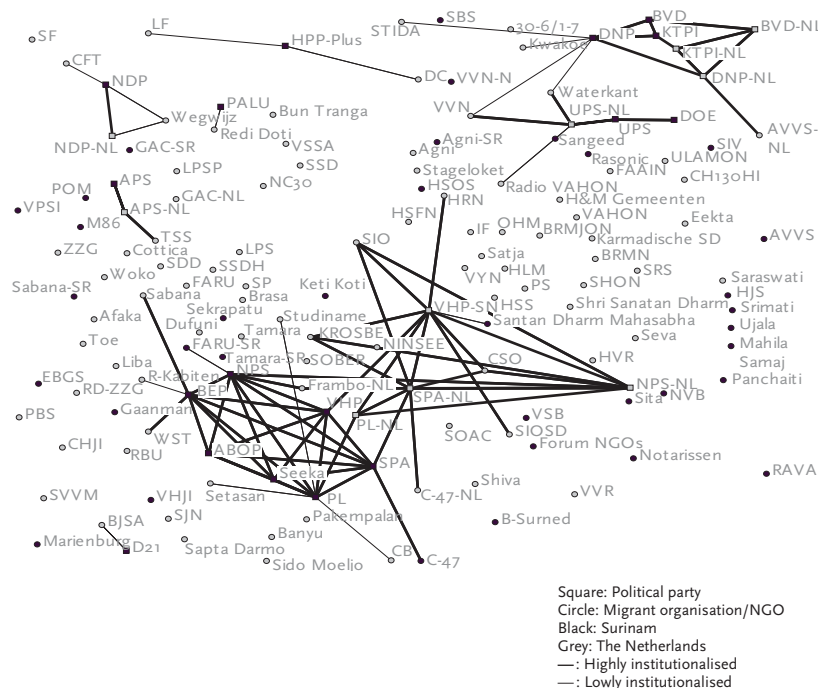 LF
SBS
BVD
SF
STIDA
30-6/1-7
DNP
KTPI
BVD-NL
HPP-Plus
Kwakoe
KTPI-NL
CFT
NDP
DC
VVN-N
DNP-NL
Waterkant
PALU
Bun Tranga
VVN
UPS-NL
DOE
Wegwijz
UPS
Redi Doti
AVVS-
NL
NDP-NL
GAC-SR
VSSA
Agni-SR
Sangeed
SIV
Agni
Rasonic
ULAMON
LPSP
SSD
Stageloket
FAAIN
CH130HI
APS
NC30
HSOS
Radio VAHON
POM
GAC-NL
HRN
H&M Gemeenten
VPSI
APS-NL
HSFN
VAHON
Eekta
M86
IF
OHM
BRMJON
TSS
SIO
Karmadische SD
AVVS
ZZG
Cottica
LPS
Satja
BRMN
SDD
SSDH
VYN
HLM
SRS
Woko
FARU
SP
Keti Koti
PS
SHON
Saraswati
Sabana-SR
Sabana
Brasa
VHP-SN
HSS
Shri Sanatan Dharm
HJS
Sekrapatu
Srimati
Afaka
Studiname
Santan Dharm Mahasabha
Dufuni
Tamara
KROSBE
Ujala
Toe
FARU-SR
NINSEE
Seva
Mahila
Tamara-SR
SOBER
HVR
Samaj
Liba
NPS
CSO
Panchaiti
EBGS
R-Kabiten
Frambo-NL
NPS-NL
RD-ZZG
BEP
SPA-NL
Sita
NVB
PBS
Gaanman
VHP
PL-NL
VSB
WST
SOAC
SIOSD
CHJI
RBU
ABOP
Forum NGOs
Seeka
SPA
Notarissen
RAVA
SVVM
VHJI
Setasan
PL
C-47-NL
Shiva
VVR
BJSA
SJN
Pakempalan
B-Surned
Marienburg
D21
Banyu
Sapta Darmo
CB
C-47
Sido Moelio
Square: Political party
Circle: Migrant organisation/NGO
Black: Surinam
Grey: The Netherlands
—: Highly institutionalised
—: Lowly institutionalised